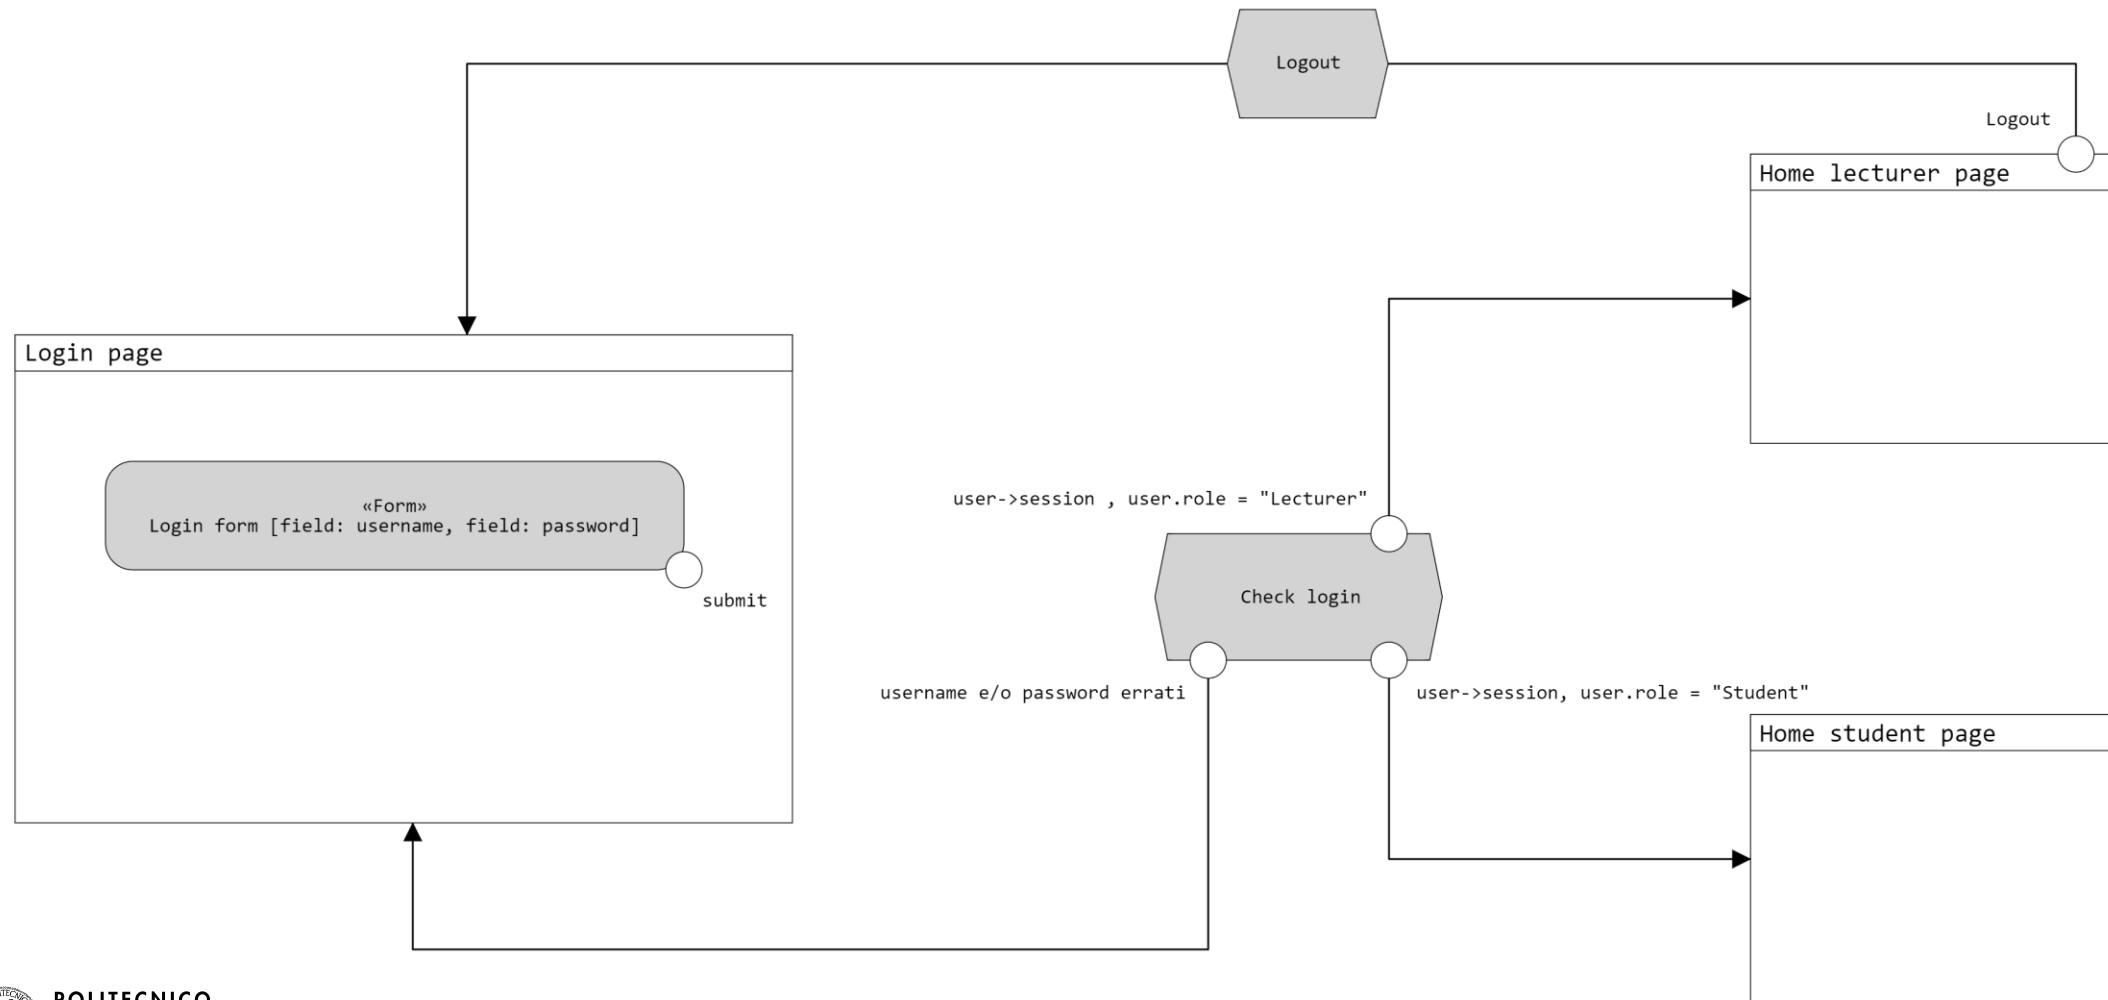 Logout
Logout
Home lecturer page
Login page
«Form»
Login form [field: username, field: password]
submit
user->session , user.role = "Lecturer"
Check login
username e/o password errati
user->session, user.role = "Student"
Home student page
POLITECNICO